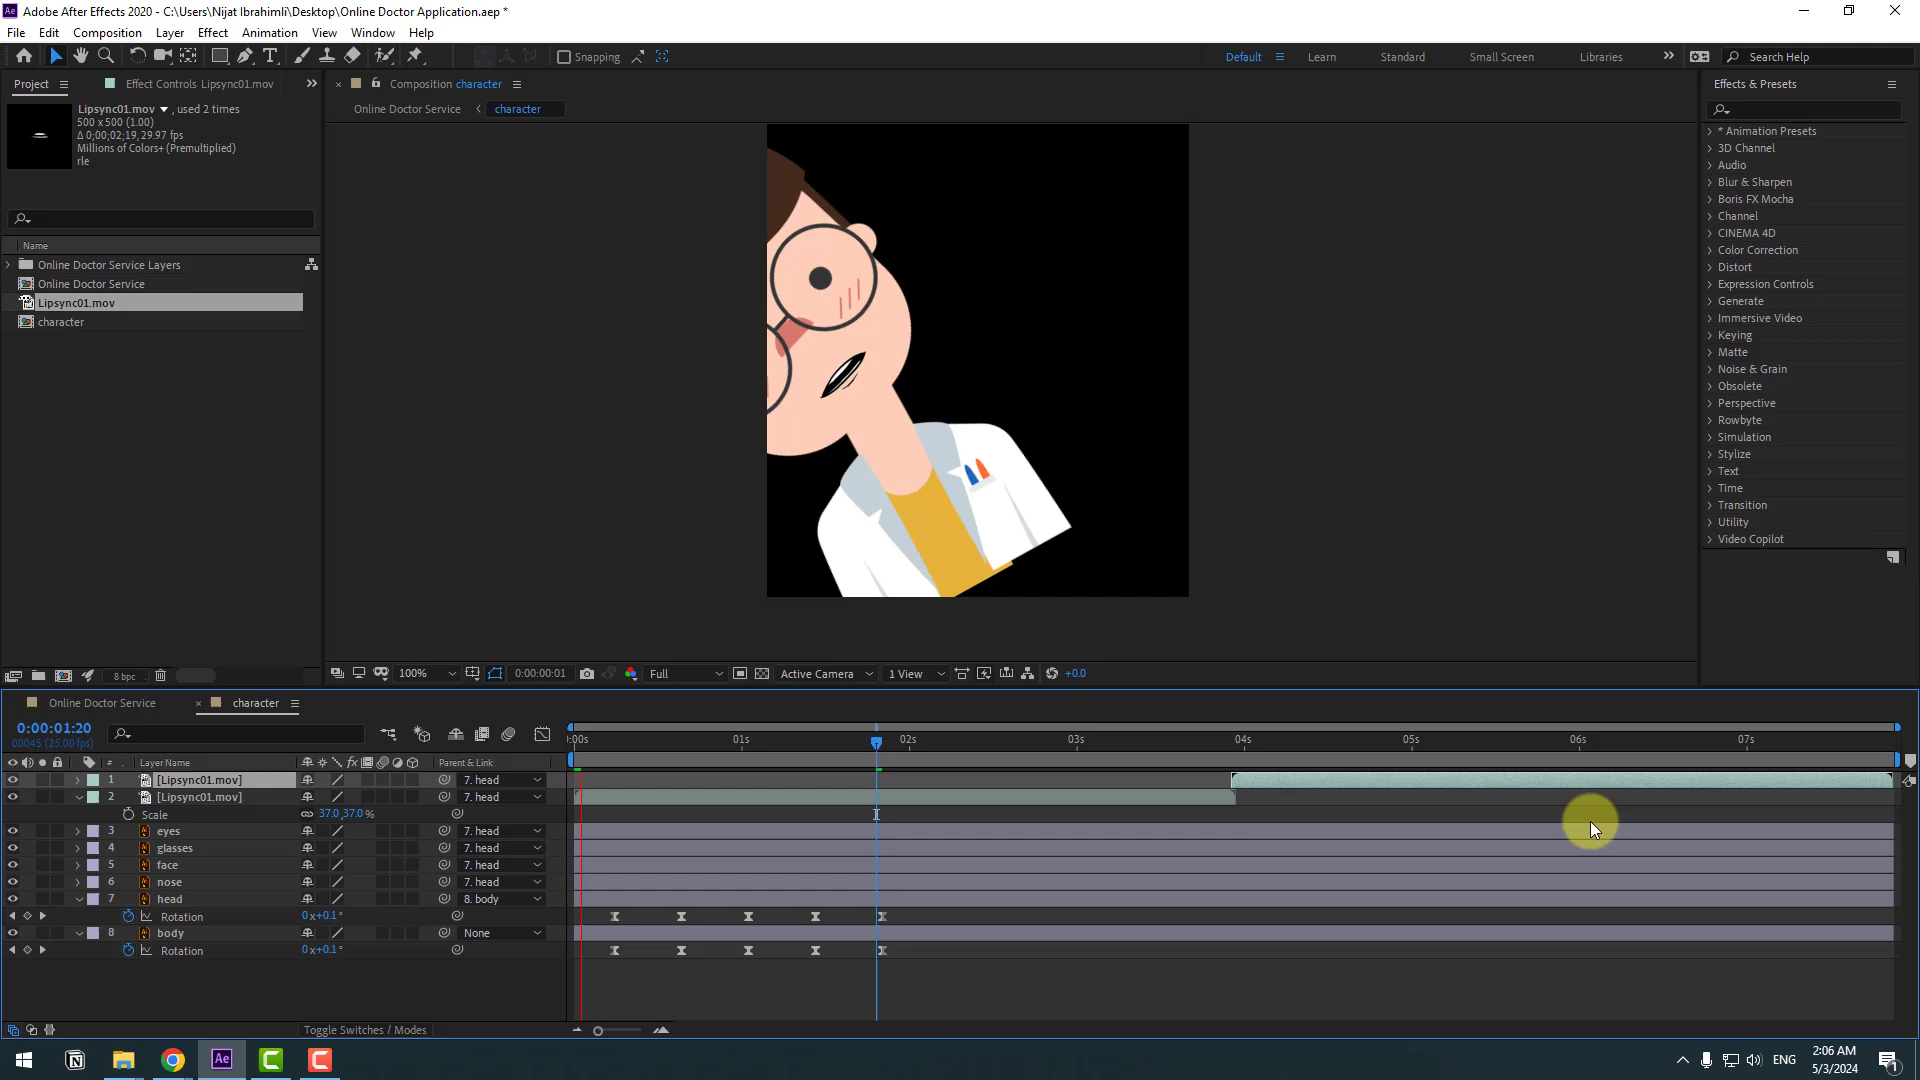 Adobe After Effects 2020 - C:\Users\Nijat Ibrahimli\Desktop\Online Doctor Application.aep *
File Edit Composition Layer Effect Animation View Window Help
Snapping
Default Learn Standard Small Screen Libraries
Search Help
Project
Effect Controls Lipsync01.mov
Composition character
Effects & Presets
Online Doctor Service
character
Lipsync01.mov , used 2 times
500 x 500 (1.00)
Δ 0;00;02;19, 29.97 fps
Millions of Colors+ (Premultiplied)
rle
Name
Online Doctor Service Layers
Online Doctor Service
Lipsync01.mov
character
* Animation Presets
3D Channel
Audio
Blur & Sharpen
Boris FX Mocha
Channel
CINEMA 4D
Color Correction
Distort
Expression Controls
Generate
Immersive Video
Keying
Matte
Noise & Grain
Obsolete
Perspective
Rowbyte
Simulation
Stylize
Text
Time
Transition
Utility
Video Copilot
8 bpc
100%
0:00:00:01
Full
Active Camera
1 View
+0.0
Online Doctor Service
character
0:00:01:20
00045 (25.00 fps)
:00s 01s 02s 03s 04s 05s 06s 07s
# Layer Name fx Parent & Link
1 [Lipsync01.mov] 7. head
2 [Lipsync01.mov] 7. head
Scale 37.0,37.0 %
3 eyes 7. head
4 glasses 7. head
5 face 7. head
6 nose 7. head
7 head 8. body
Rotation 0x+0.1°
8 body None
Rotation 0x+0.1°
Toggle Switches / Modes
Ae
ENG
2:06 AM
5/3/2024
1